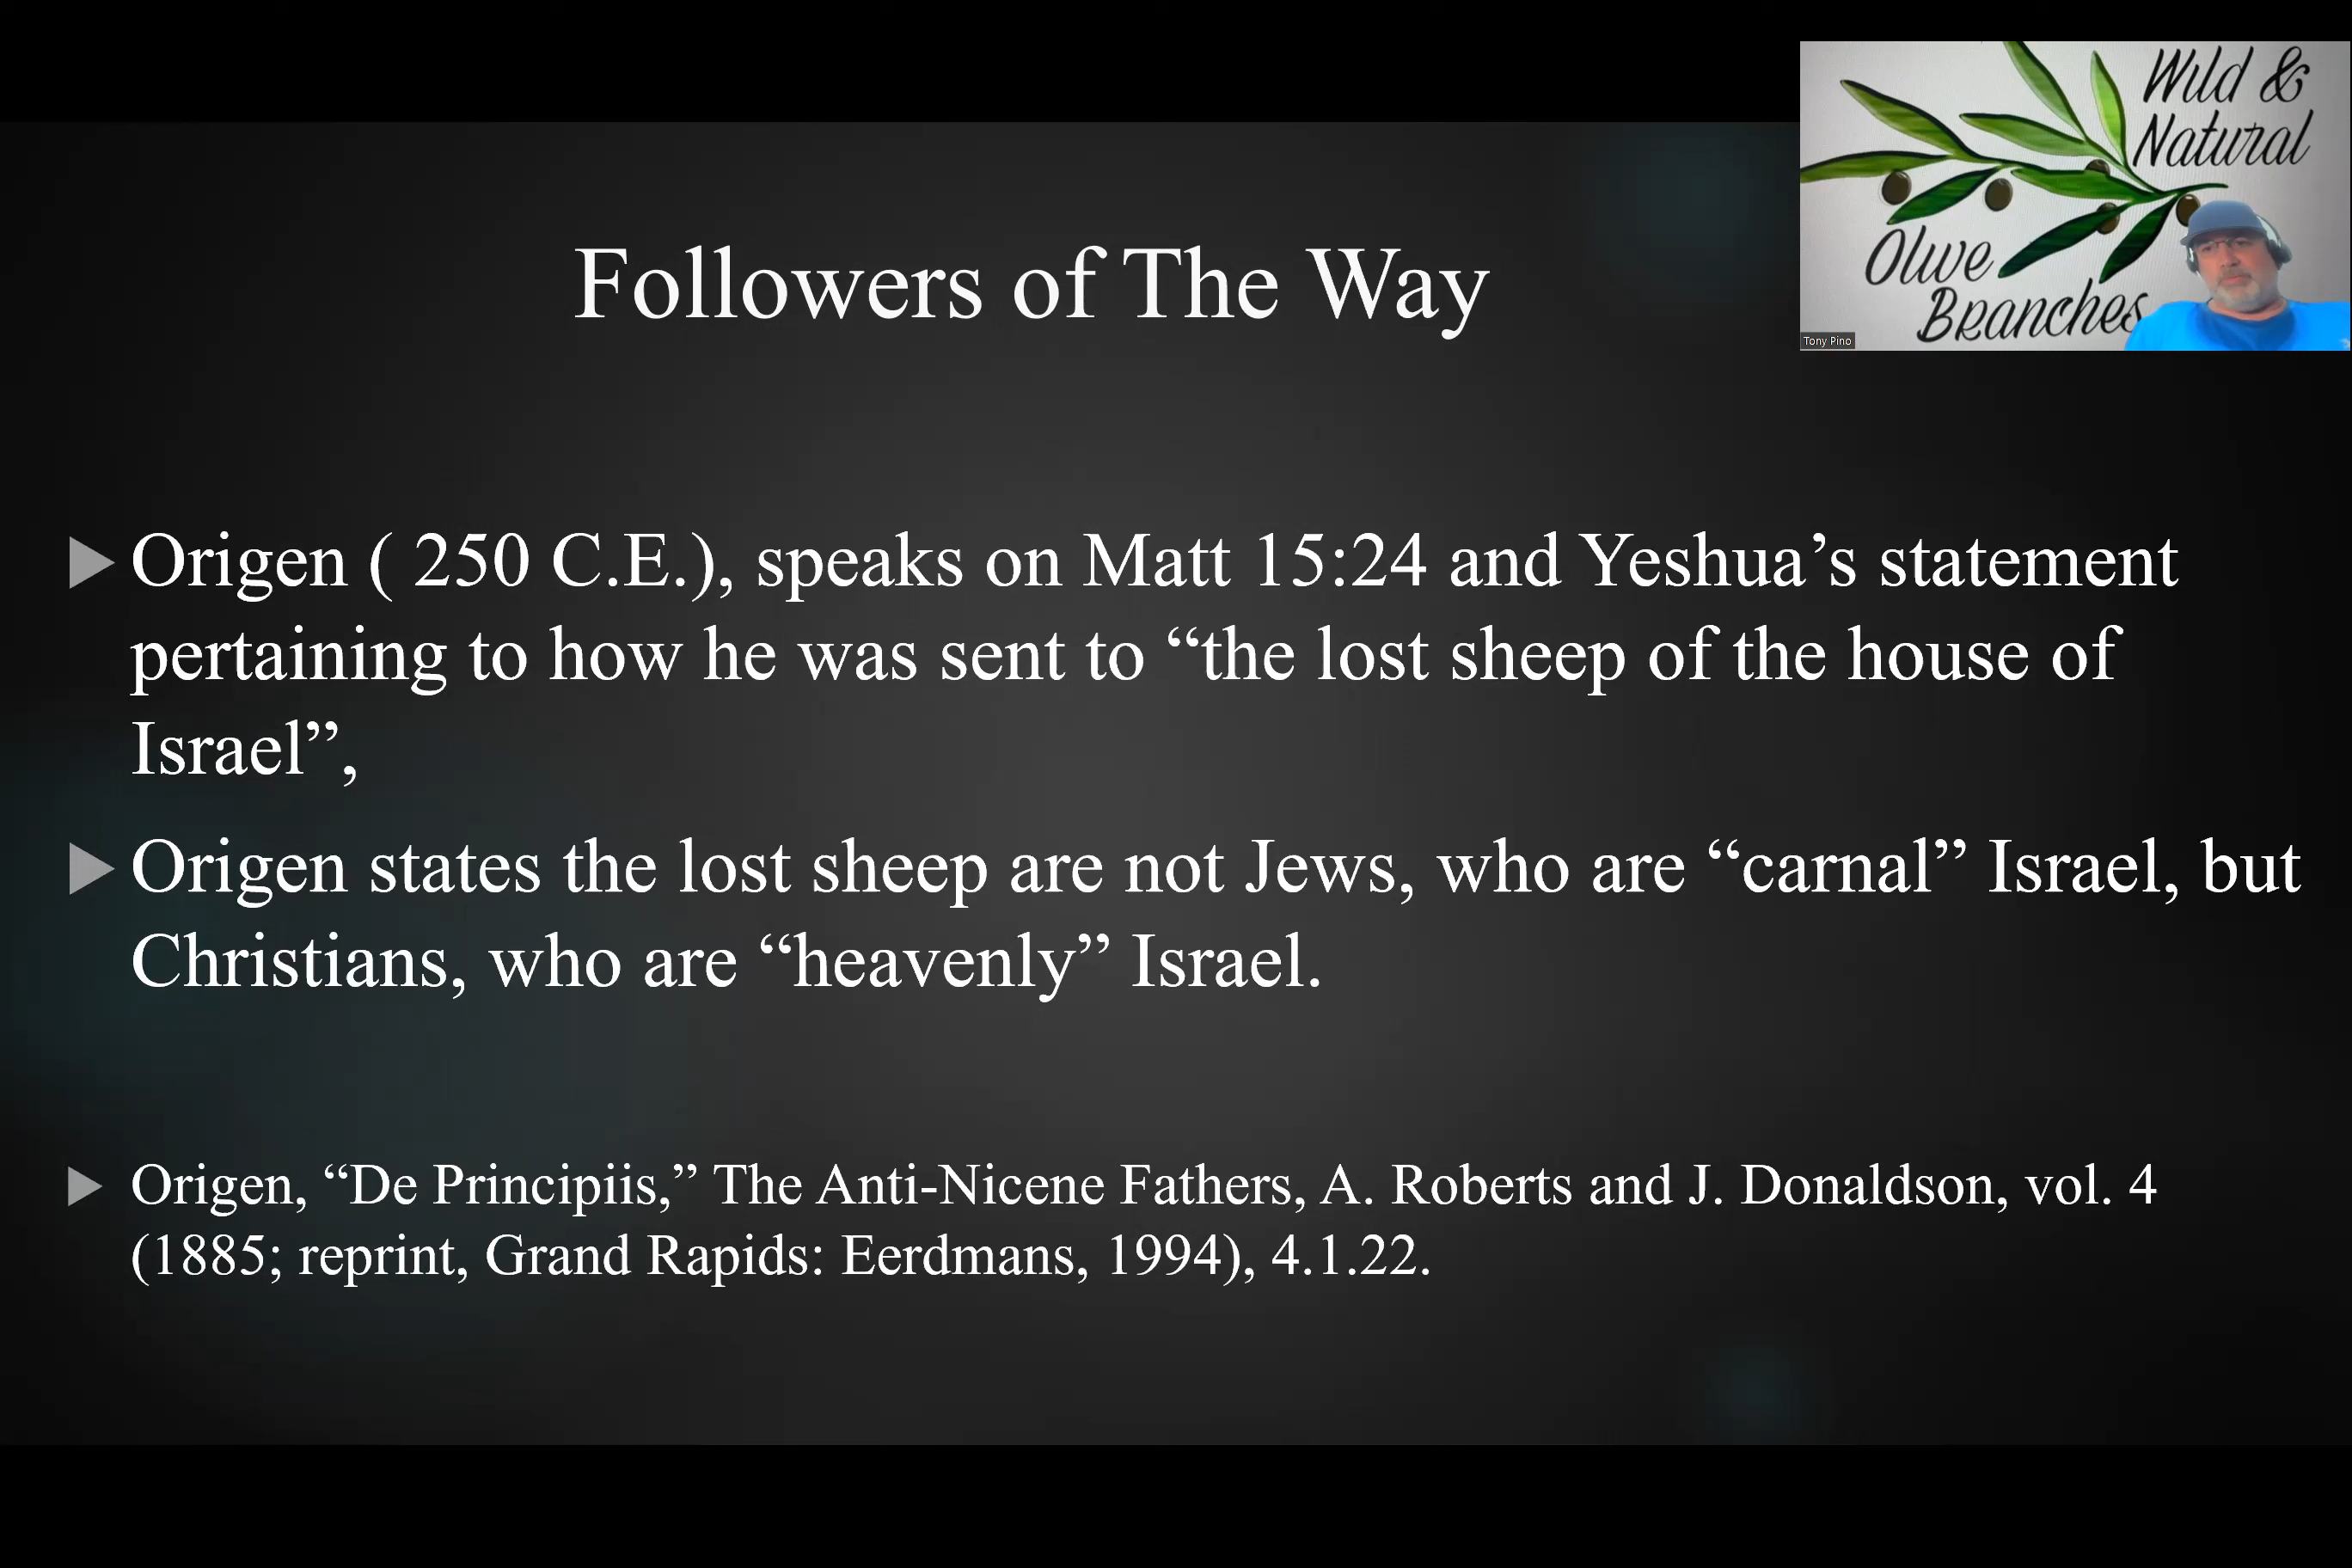 Wild &
Natural
Olive
Branches
Tony Pino
Followers of The Way
Origen ( 250 C.E.), speaks on Matt 15:24 and Yeshua’s statement
pertaining to how he was sent to “the lost sheep of the house of
Israel”,
Origen states the lost sheep are not Jews, who are “carnal” Israel, but
Christians, who are “heavenly” Israel.
Origen, “De Principiis,” The Anti-Nicene Fathers, A. Roberts and J. Donaldson, vol. 4
(1885; reprint, Grand Rapids: Eerdmans, 1994), 4.1.22.